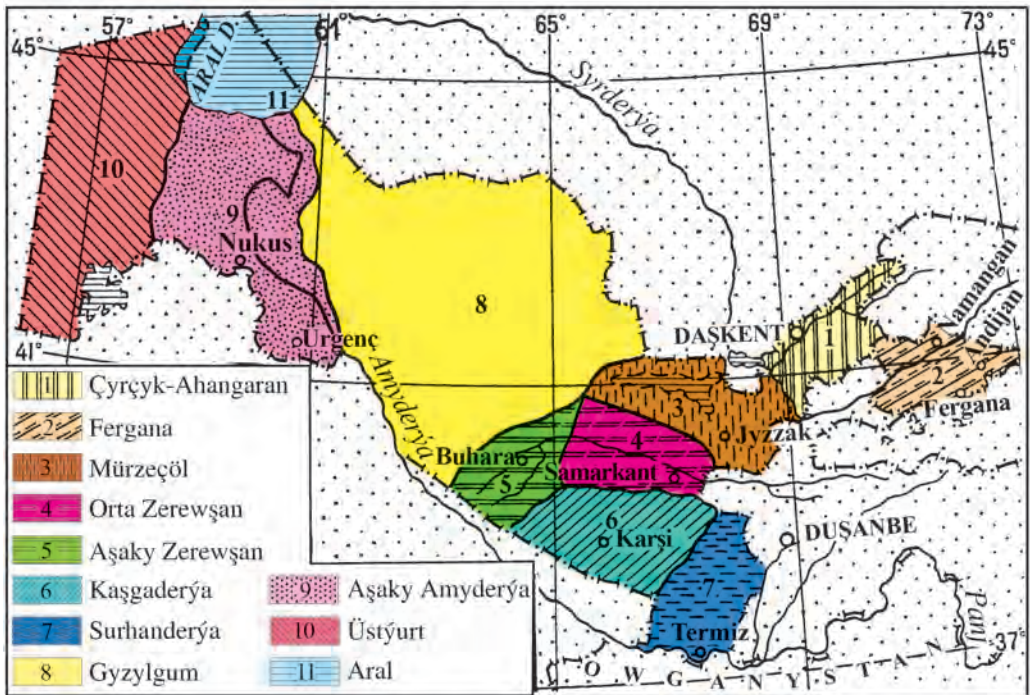 57°
61°
65°
69°
73°
45°
45°
ARAL D.
11
Syrderýa
10
9
Nukus
8
Namangan
Andijan
DAŞKENT
1
Urgenç
41°
2
Amyderýa
3
Fergana
Jyzzak
Buhara
4
Samarkant
5
6
Karşi
DUŞANBE
7
Termiz
Panj
37°
OWGANYSTAN
1 Çyrçyk-Ahangaran
2 Fergana
3 Mürzeçöl
4 Orta Zerewşan
5 Aşaky Zerewşan
6 Kaşgaderýa
7 Surhanderýa
8 Gyzylgum
9 Aşaky Amyderýa
10 Üstýurt
11 Aral